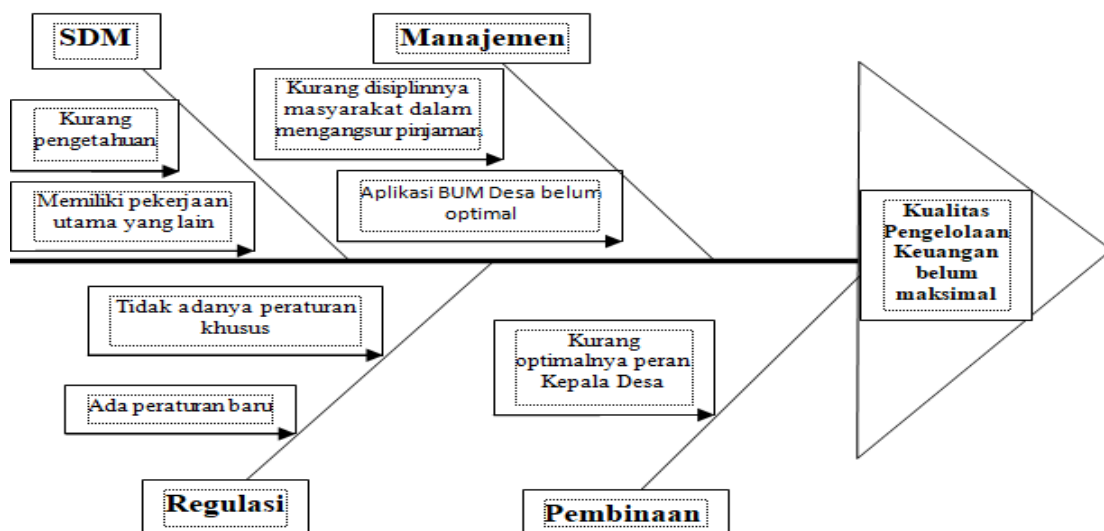 SDM
Manajemen
Kurang
pengetahuan
Memiliki pekerjaan
utama yang lain
Kurang disiplinnya
masyarakat dalam
mengangsur pinjaman.
Aplikasi BUM Desa belum
optimal
Kualitas
Pengelolaan
Keuangan
belum
maksimal
Tidak adanya peraturan
khusus
Ada peraturan baru
Kurang
optimalnya peran
Kepala Desa
Regulasi
Pembinaan